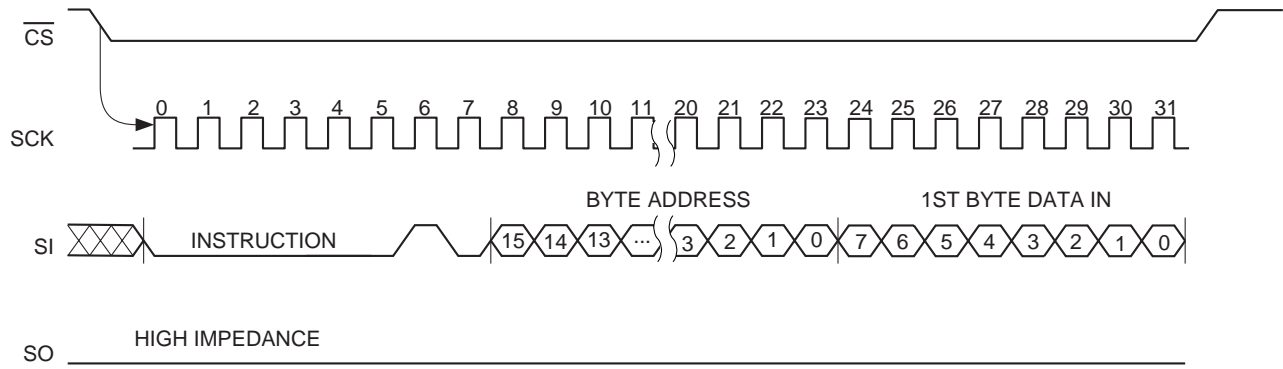 CS
0 1 2 3 4 5 6 7 8 9 10 11 20 21 22 23 24 25 26 27 28 29 30 31
SCK
BYTE ADDRESS 1ST BYTE DATA IN
SI INSTRUCTION 15 14 13 ... 3 2 1 0 7 6 5 4 3 2 1 0
HIGH IMPEDANCE
SO